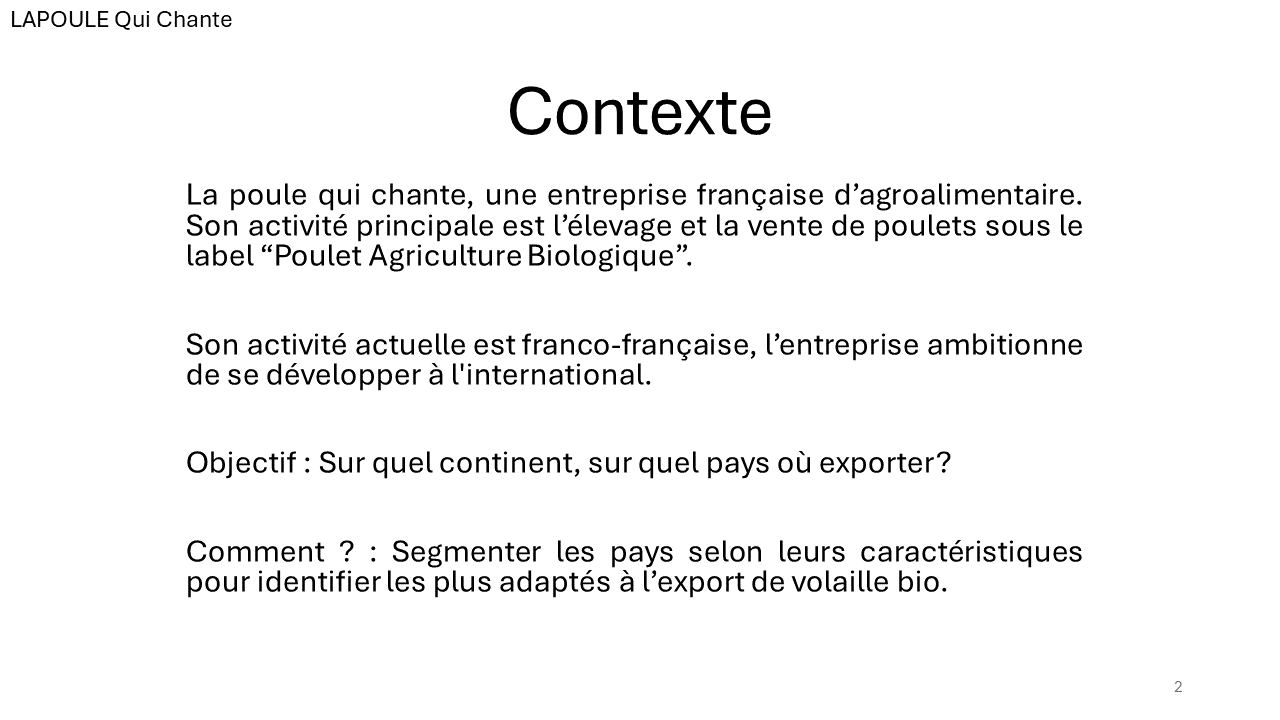 LAPOULE Qui Chante
Contexte
La poule qui chante, une entreprise française d’agroalimentaire.
Son activité principale est l’élevage et la vente de poulets sous le
label “Poulet Agriculture Biologique”.
Son activité actuelle est franco-française, l’entreprise ambitionne
de se développer à l'international.
Objectif : Sur quel continent, sur quel pays où exporter?
Comment ? : Segmenter les pays selon leurs caractéristiques
pour identifier les plus adaptés à l’export de volaille bio.
2